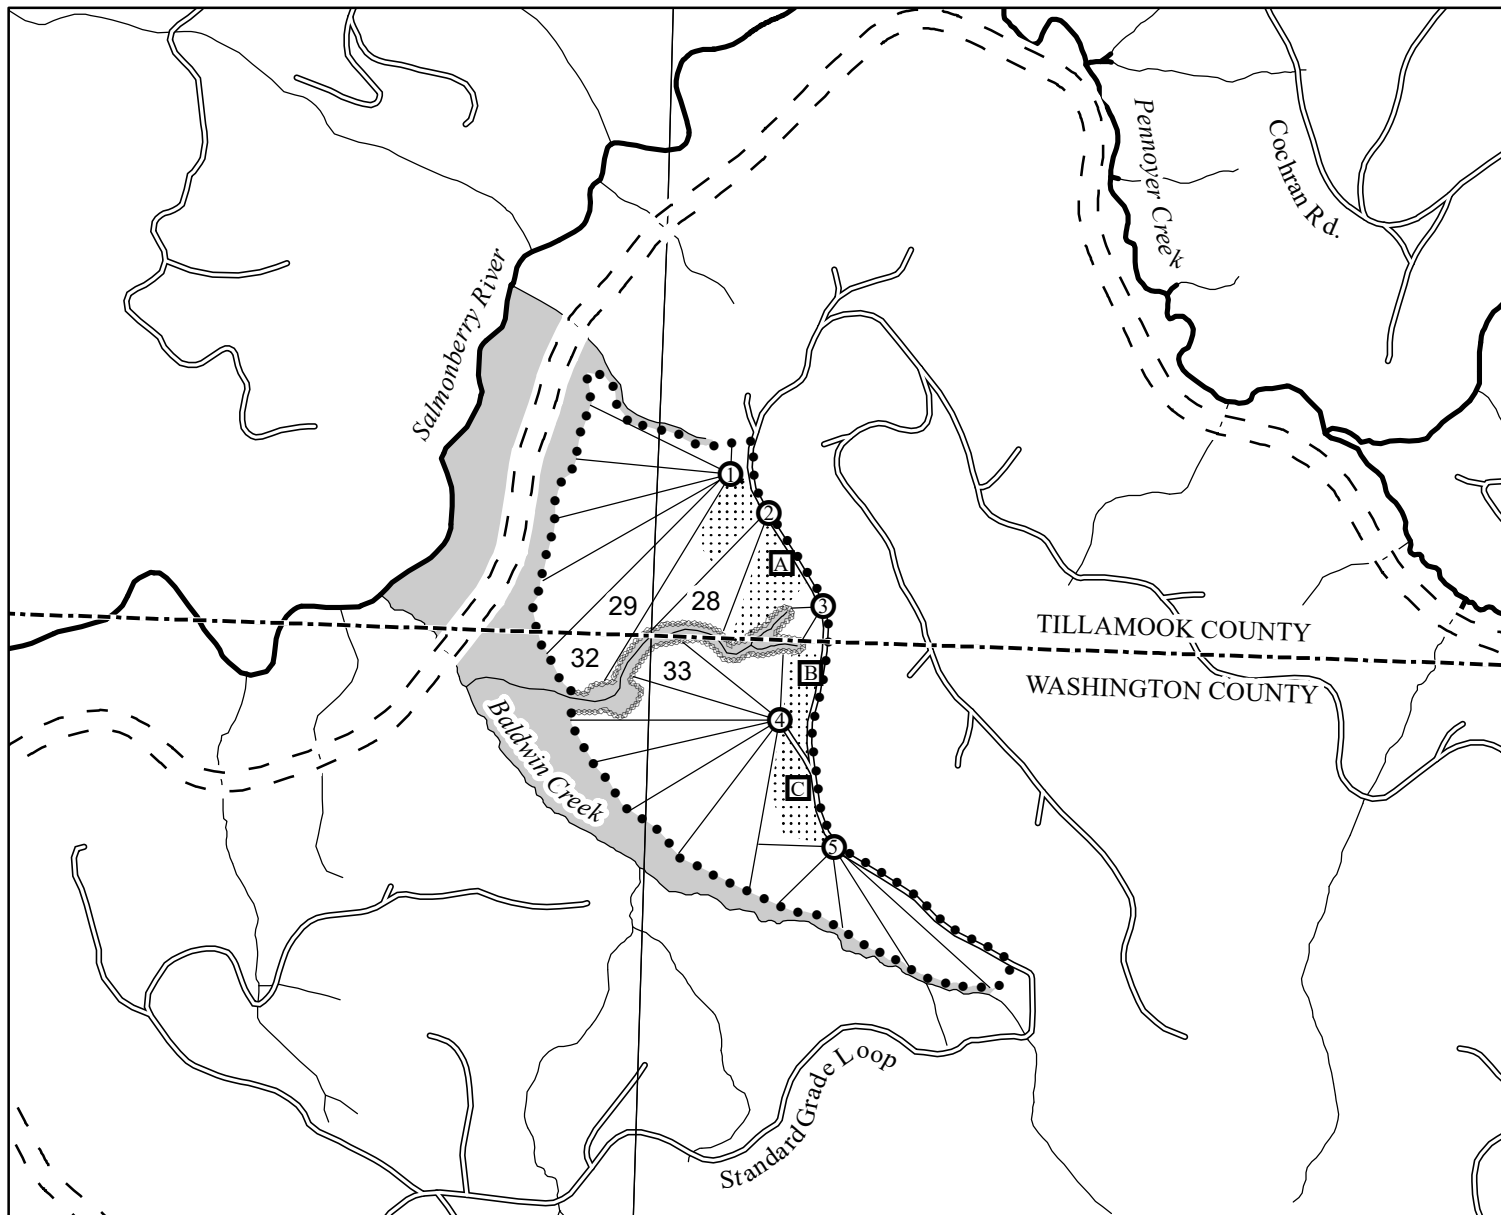 Pennoyer Creek
Cochran Rd.
Salmonberry River
1
2
A
3
29
28
TILLAMOOK COUNTY
32
33
B
WASHINGTON COUNTY
4
Baldwin Creek
C
5
Standard Grade Loop